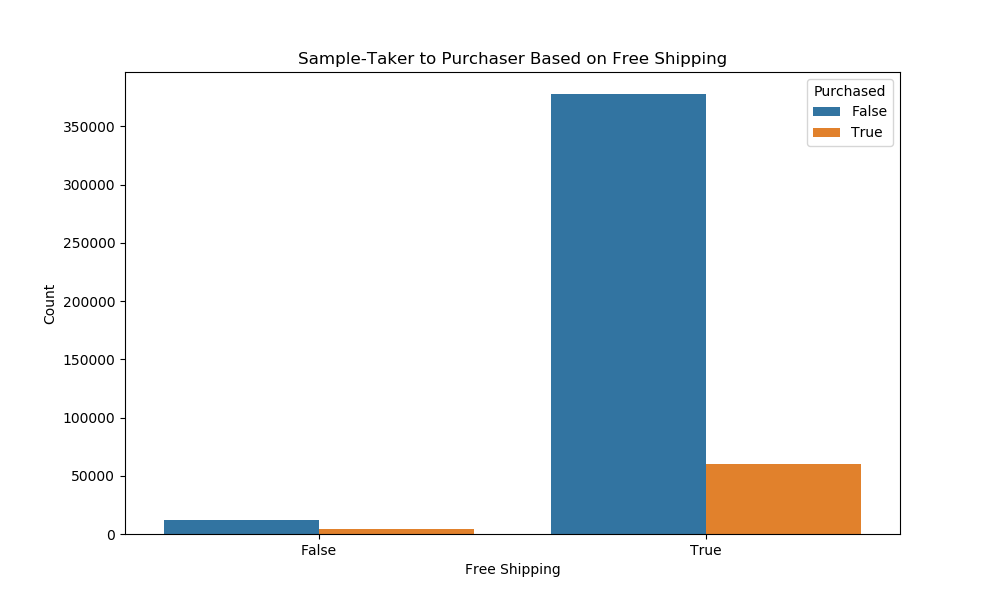 Sample-Taker to Purchaser Based on Free Shipping
Purchased
False
True
350000
300000
250000
200000
150000
100000
50000
0
Count
False
True
Free Shipping